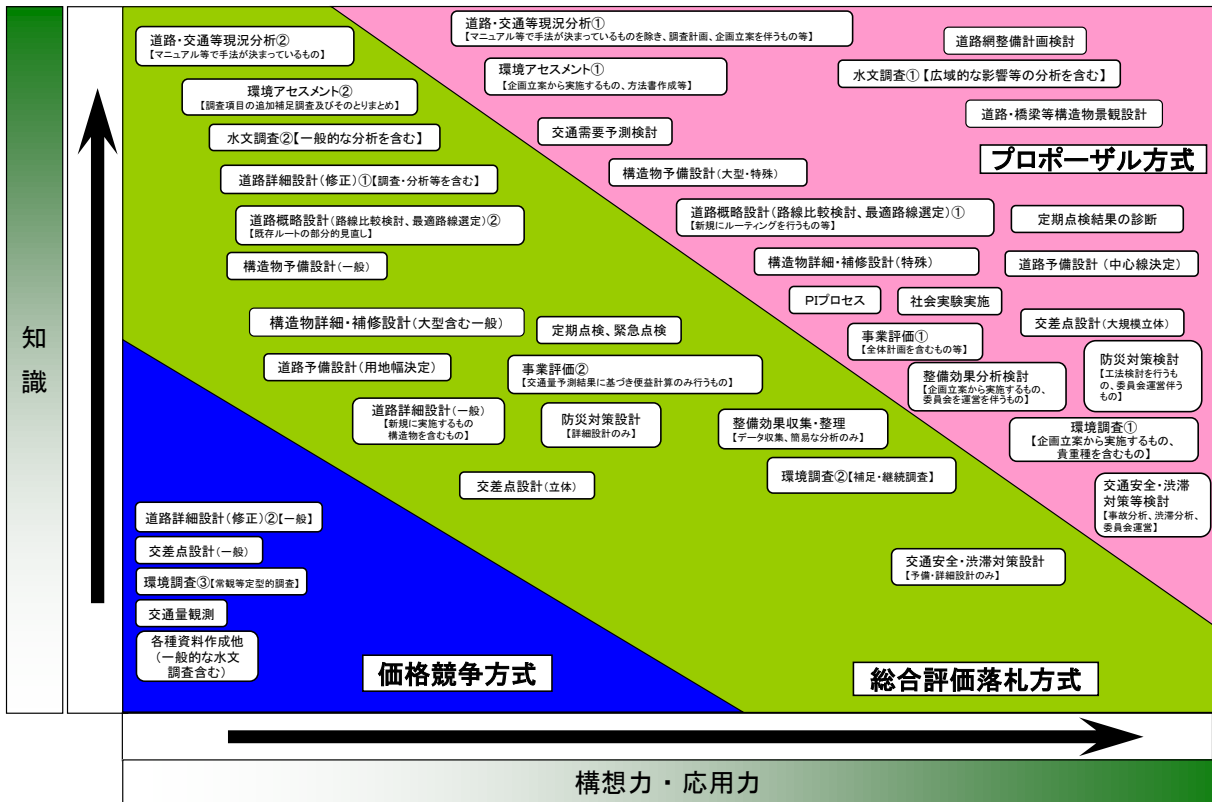 道路・交通等現況分析②
【マニュアル等で手法が決まっているもの】
環境アセスメント②
【調査項目の追加補足調査及びそのとりまとめ】
水文調査②【一般的な分析を含む】
道路詳細設計(修正)①【調査・分析等を含む】
道路概略設計(路線比較検討、最適路線選定)②
【既存ルートの部分的見直し】
構造物予備設計(一般)
構造物詳細・補修設計(大型含む一般)
定期点検、緊急点検
道路予備設計(用地幅決定)
事業評価②
【交通量予測結果に基づき便益計算のみ行うもの】
道路詳細設計(一般)
【新規に実施するもの
構造物を含むもの】
防災対策設計
【詳細設計のみ】
整備効果収集・整理
【データ収集、簡易な分析のみ】
交差点設計(立体)
環境調査②【補足・継続調査】
交通安全・渋滞対策設計
【予備・詳細設計のみ】
総合評価落札方式
道路・交通等現況分析①
【マニュアル等で手法が決まっているものを除き、調査計画、企画立案を伴うもの等】
環境アセスメント①
【企画立案から実施するもの、方法書作成等】
交通需要予測検討
構造物予備設計(大型・特殊)
道路網整備計画検討
水文調査①【広域的な影響等の分析を含む】
道路・橋梁等構造物景観設計
プロポーザル方式
道路概略設計(路線比較検討、最適路線選定)①
【新規にルーティングを行うもの等】
定期点検結果の診断
構造物詳細・補修設計(特殊)
道路予備設計(中心線決定)
PIプロセス
社会実験実施
交差点設計(大規模立体)
事業評価①
【全体計画を含むもの等】
防災対策検討
【工法検討を行うも
の、委員会運営伴う
もの】
整備効果分析検討
【企画立案から実施するもの、
委員会を運営を伴うもの】
環境調査①
【企画立案から実施するもの、
貴重種を含むもの】
交通安全・渋滞
対策等検討
【事故分析、渋滞分析、
委員会運営】
道路詳細設計(修正)②【一般】
交差点設計(一般)
環境調査③【常観等定型的調査】
交通量観測
各種資料作成他
(一般的な水文
調査含む)
価格競争方式
知
識
構想力・応用力